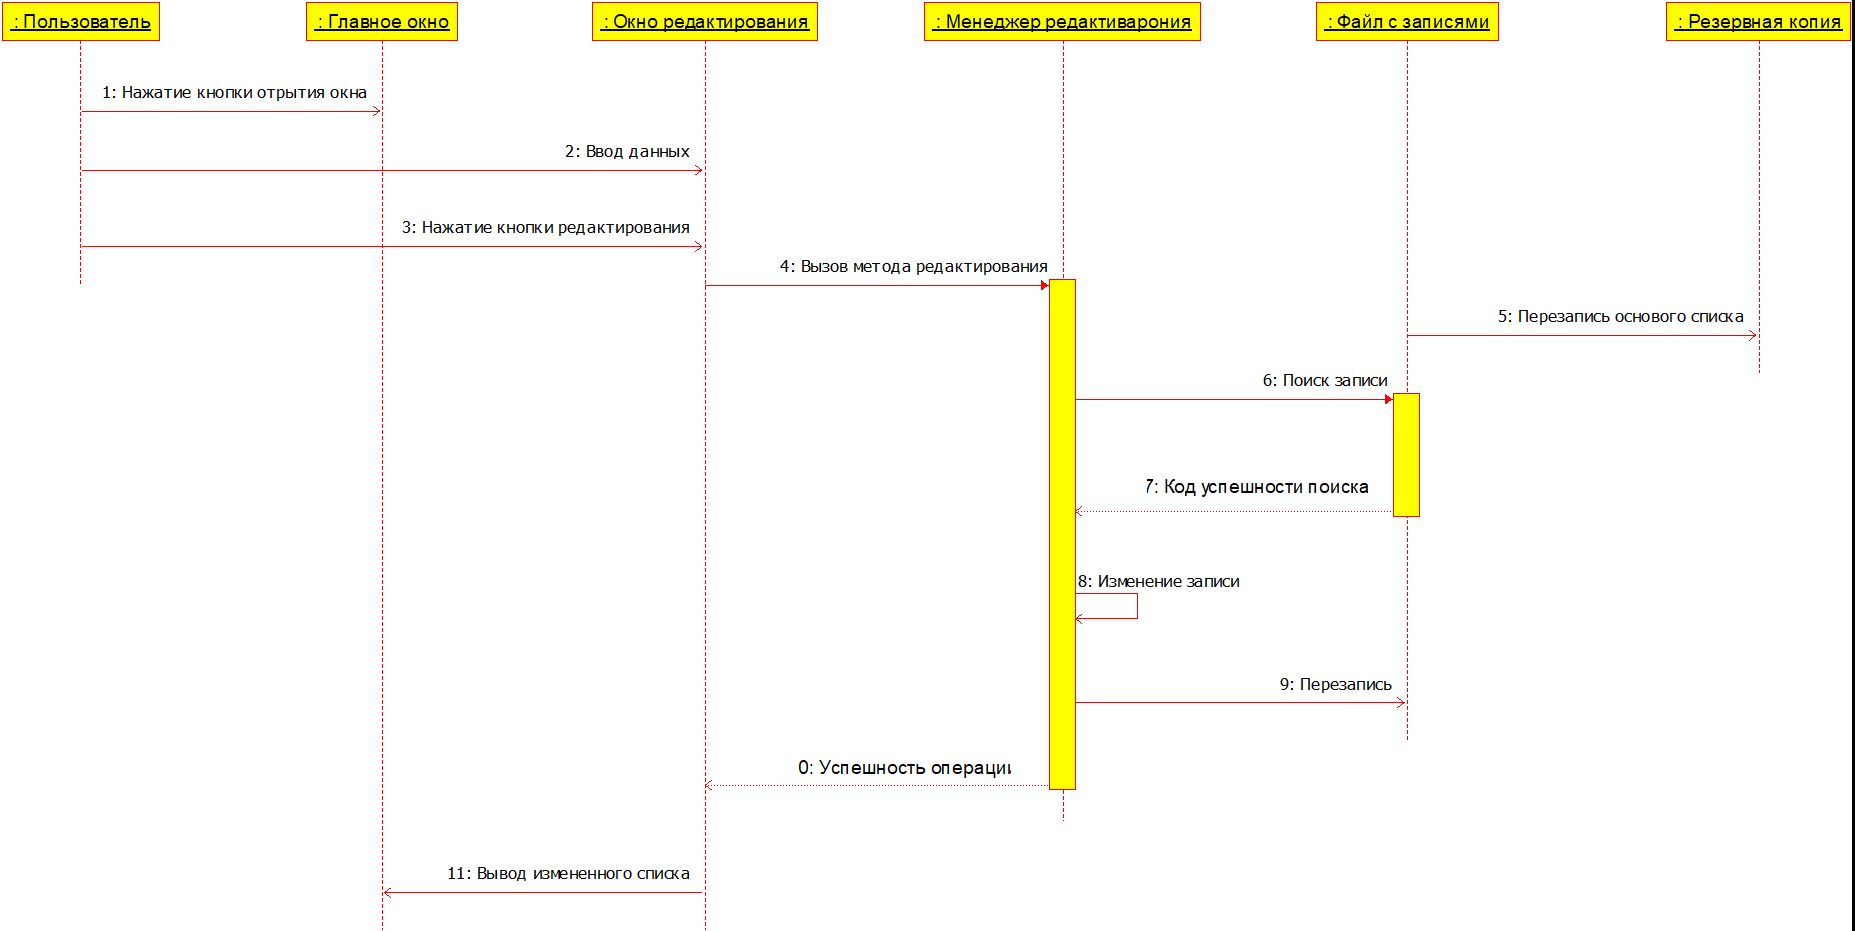 : Пользователь
: Главное окно
: Окно редактирования
: Менеджер редактиварония
: Файл с записями
: Резервная копия
1: Нажатие кнопки отрытия окна
2: Ввод данных
3: Нажатие кнопки редактирования
4: Вызов метода редактирования
5: Перезапись основого списка
6: Поиск записи
7: Код успешности поиска
8: Изменение записи
9: Перезапись
0: Успешность операции
11: Вывод измененного списка